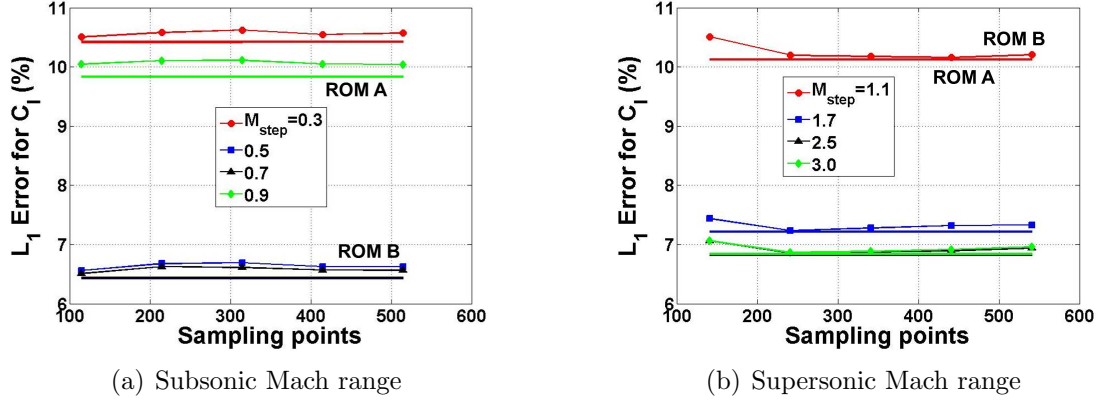 L1 Error for Cl (%)
11
10
9
8
7
6
ROM A
Mstep=0.3
0.5
0.7
0.9
ROM B
100
200
300
400
500
600
Sampling points
(a) Subsonic Mach range
L1 Error for Cl (%)
11
10
9
8
7
6
ROM B
ROM A
Mstep=1.1
1.7
2.5
3.0
100
200
300
400
500
600
Sampling points
(b) Supersonic Mach range